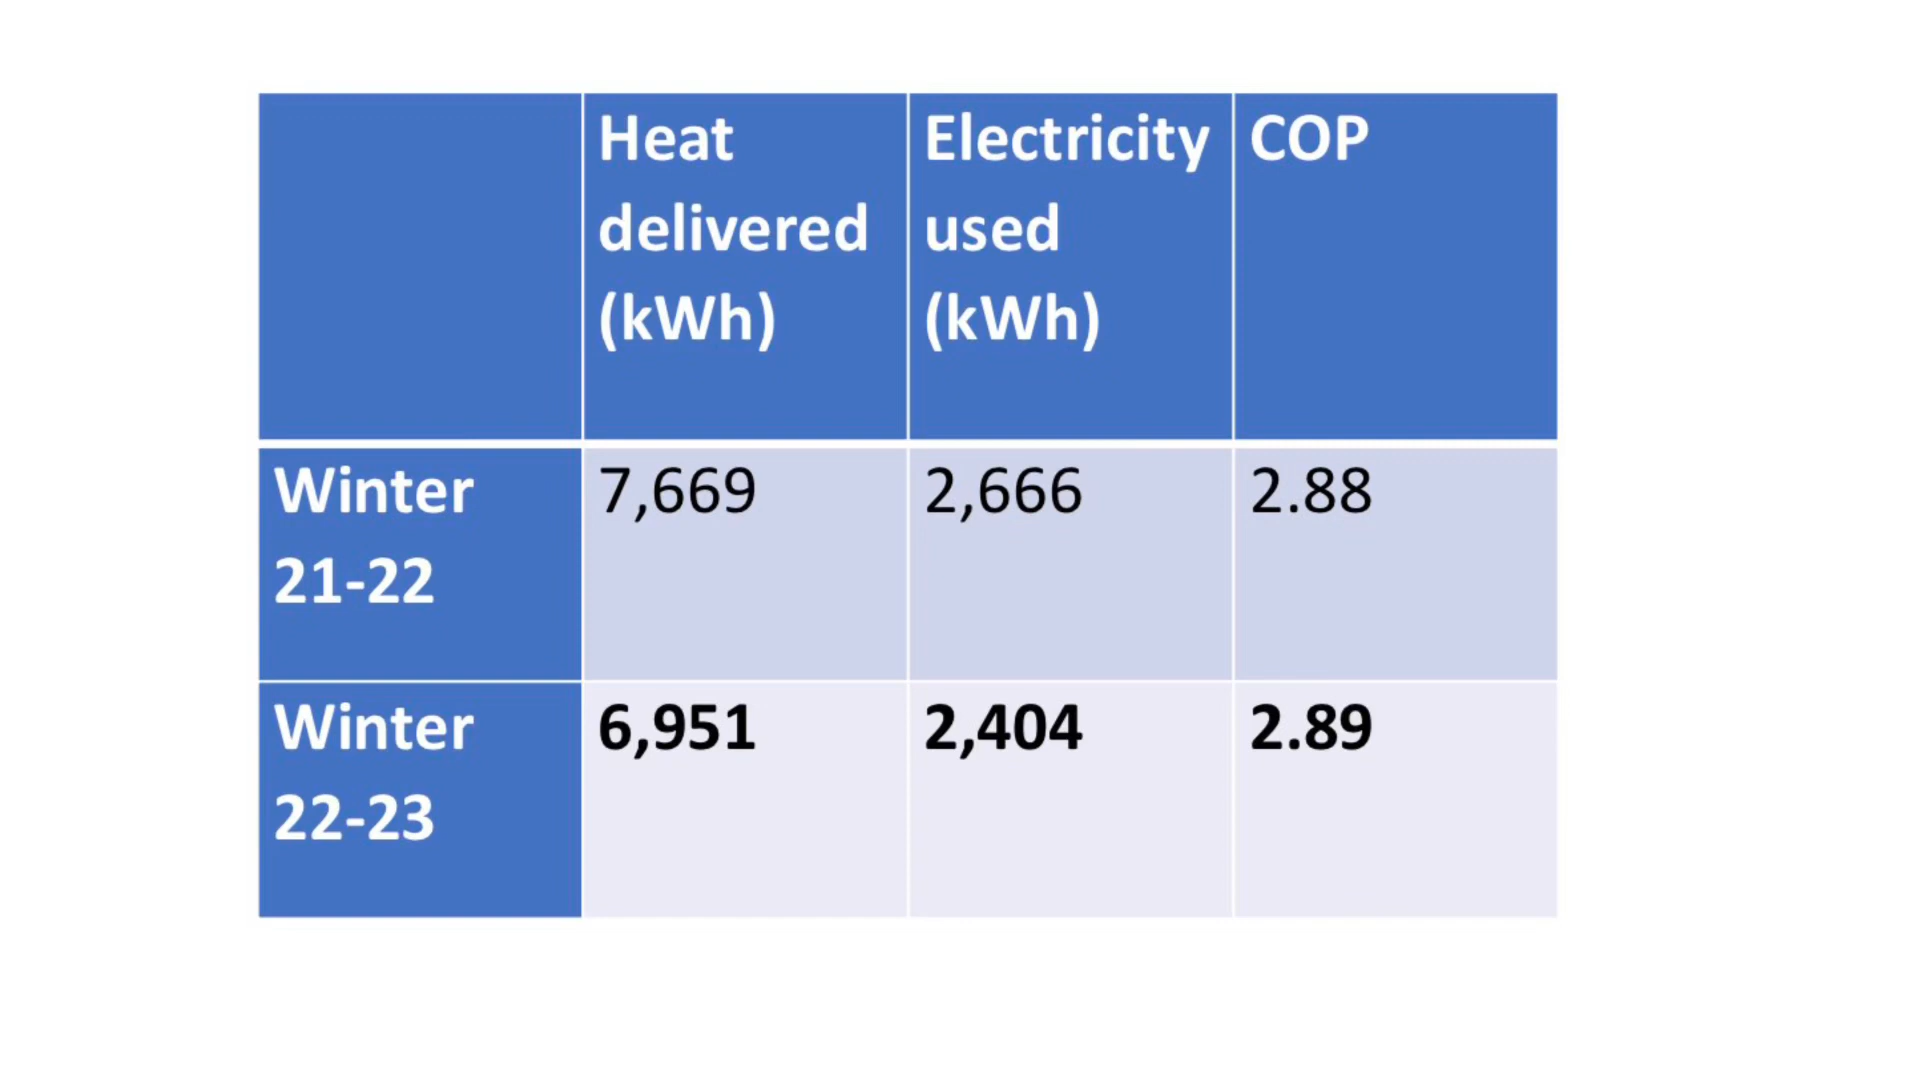 Heat delivered (kWh)
Electricity used (kWh)
COP
Winter 21-22
7,669
2,666
2.88
Winter 22-23
6,951
2,404
2.89